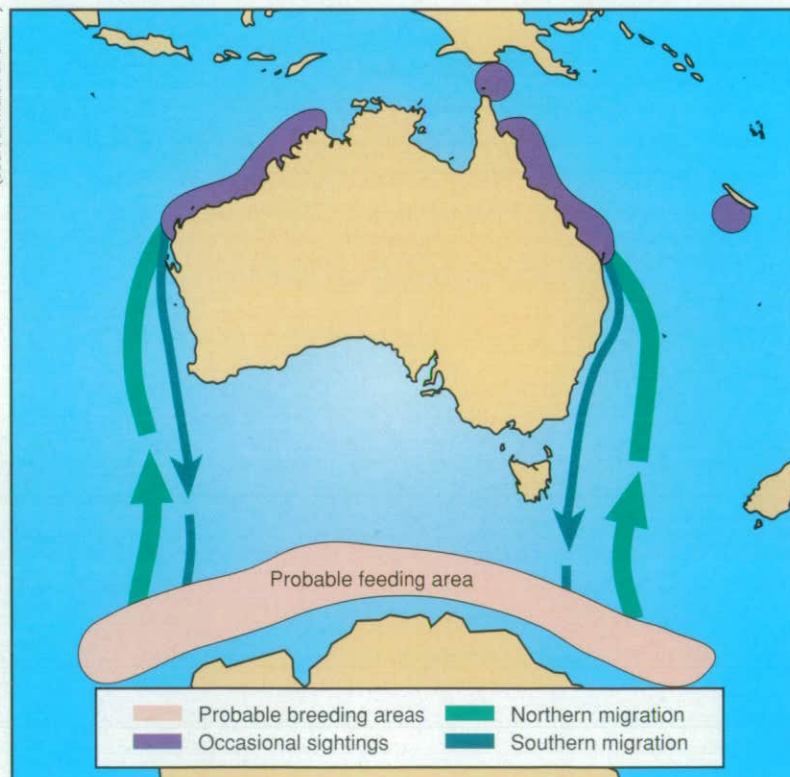 Probable feeding area
Probable breeding areas
Northern migration
Occasional sightings
Southern migration